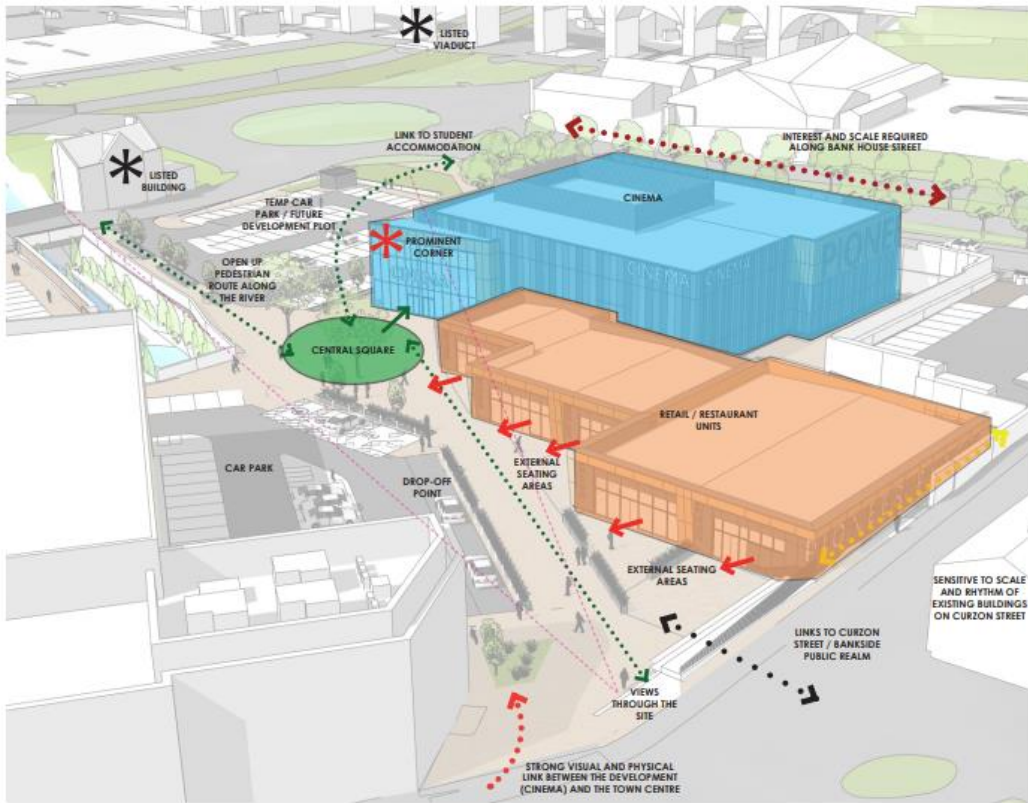 LISTED
VIADUCT
LINK TO STUDENT
ACCOMMODATION
INTEREST AND SCALE REQUIRED
ALONG BANK HOUSE STREET
LISTED
BUILDING
TEMP CAR
PARK / FUTURE
DEVELOPMENT PLOT
CINEMA
PROMINENT
CORNER
OPEN UP
PEDESTRIAN
ROUTE ALONG
THE RIVER
CINEMA
CINEMA
CENTRAL SQUARE
RETAIL / RESTAURANT
UNITS
CAR PARK
DROP-OFF
POINT
EXTERNAL
SEATING
AREAS
EXTERNAL SEATING
AREAS
SENSITIVE TO SCALE
AND RHYTHM OF
EXISTING BUILDINGS
ON CURZON STREET
LINKS TO CURZON
STREET / BANKSIDE
PUBLIC REALM
VIEWS
THROUGH THE
SITE
STRONG VISUAL AND PHYSICAL
LINK BETWEEN THE DEVELOPMENT
(CINEMA) AND THE TOWN CENTRE